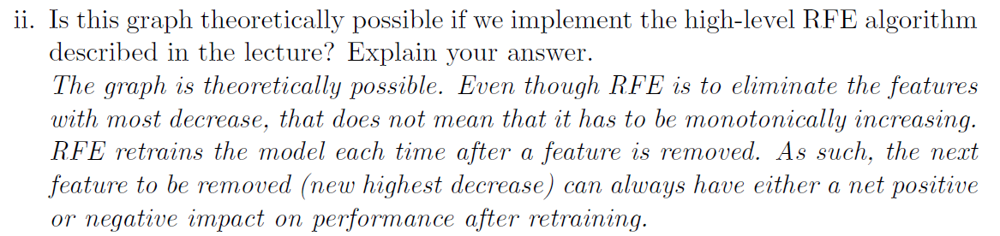 ii. Is this graph theoretically possible if we implement the high-level RFE algorithm
described in the lecture? Explain your answer.
The graph is theoretically possible. Even though RFE is to eliminate the features
with most decrease, that does not mean that it has to be monotonically increasing.
RFE retrains the model each time after a feature is removed. As such, the next
feature to be removed (new highest decrease) can always have either a net positive
or negative impact on performance after retraining.